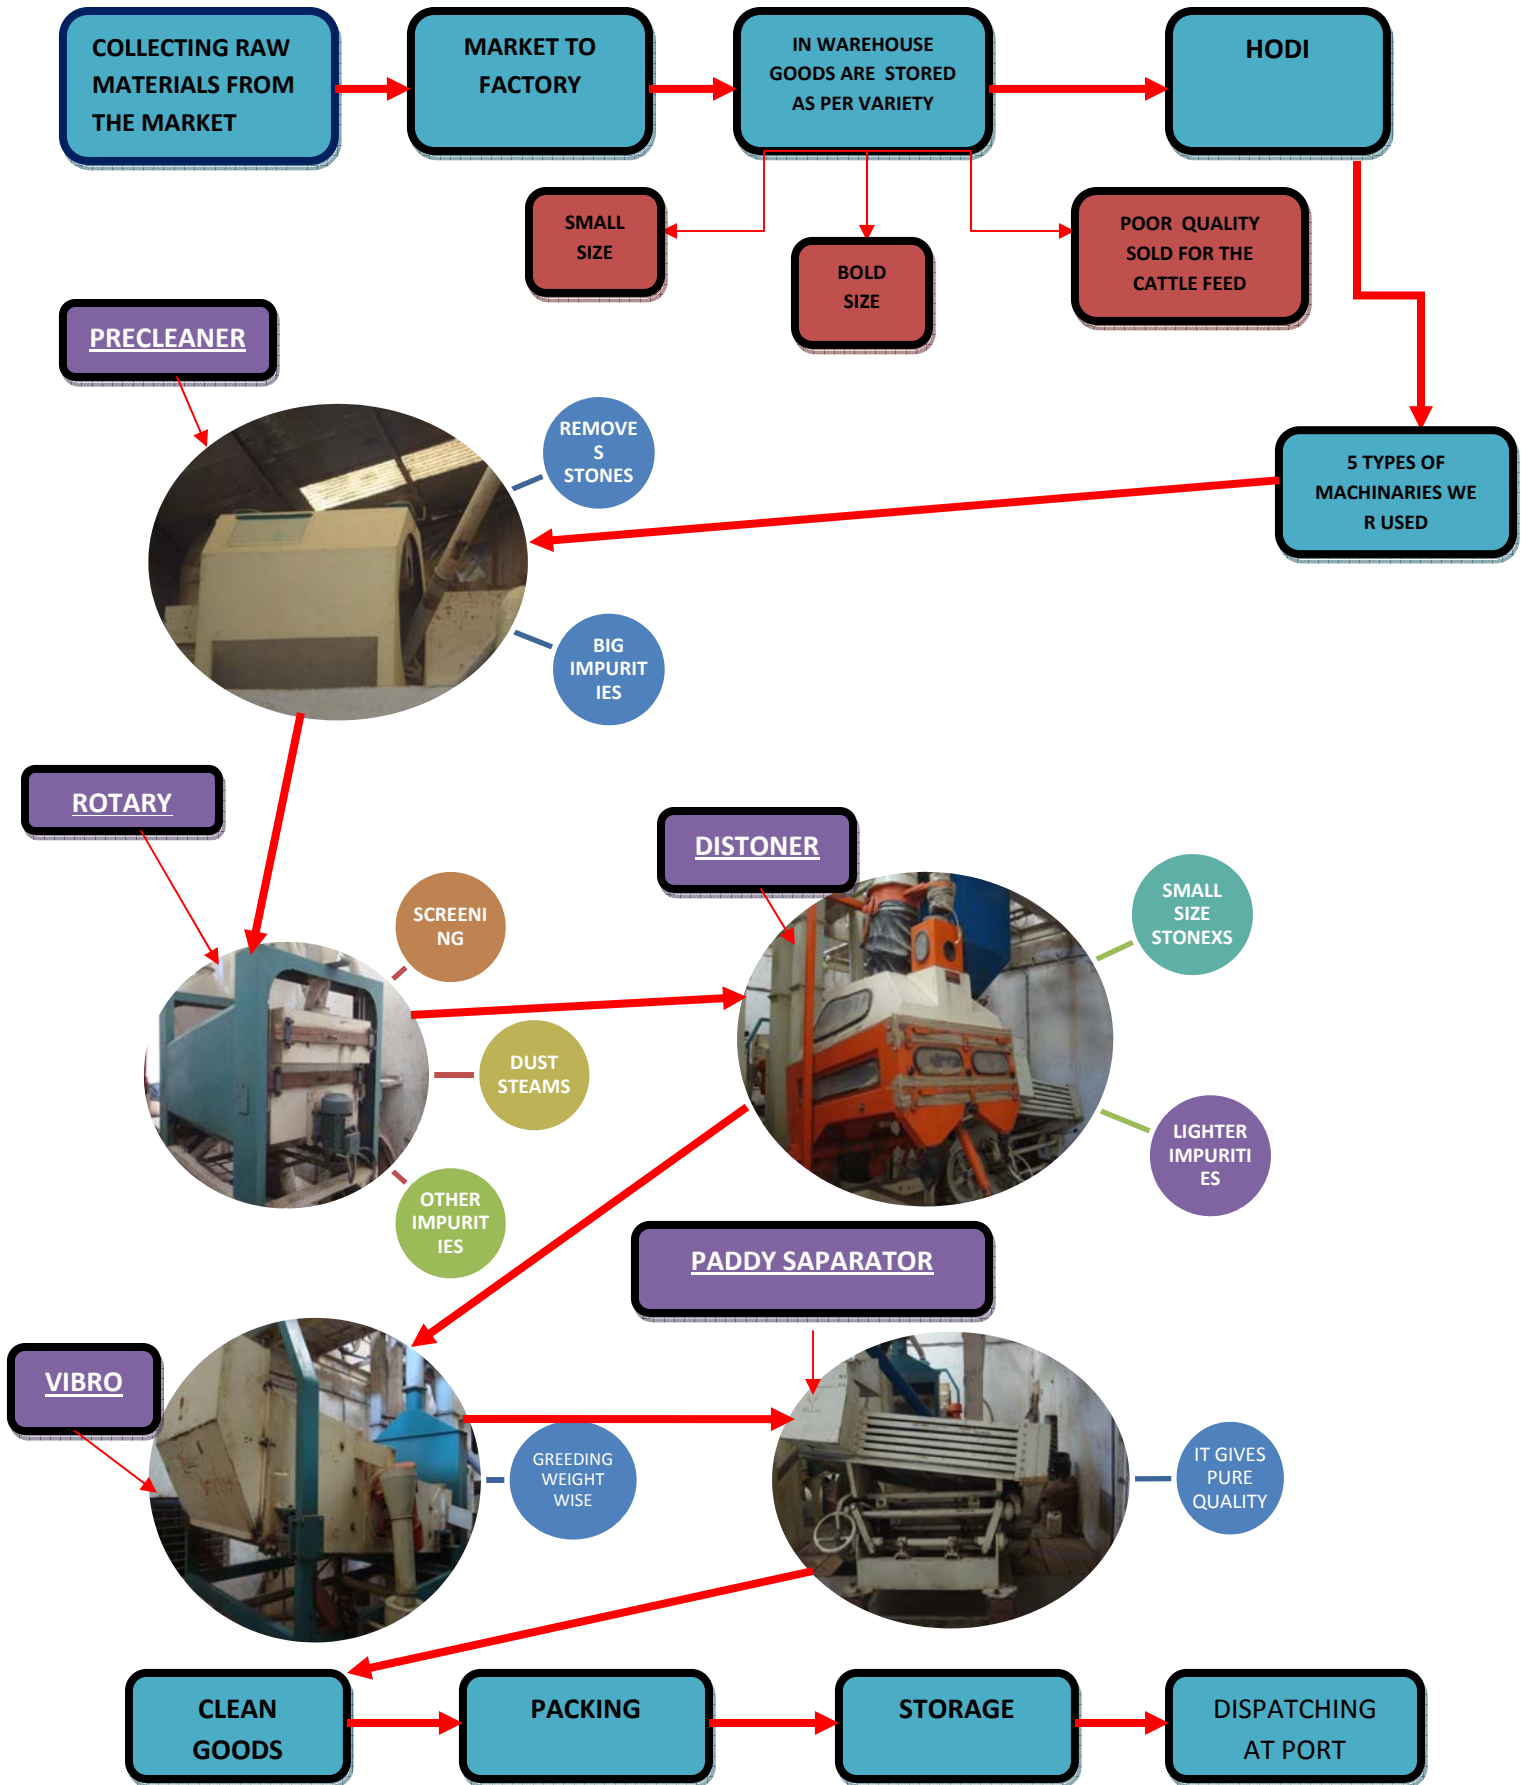 COLLECTING RAW
MATERIALS FROM
THE MARKET
MARKET TO
FACTORY
IN WAREHOUSE
GOODS ARE STORED
AS PER VARIETY
HODI
SMALL
SIZE
BOLD
SIZE
POOR QUALITY
SOLD FOR THE
CATTLE FEED
PRECLEANER
REMOVE
S
STONES
5 TYPES OF
MACHINARIES WE
R USED
BIG
IMPURIT
IES
ROTARY
SCREENI
NG
DUST
STEAMS
OTHER
IMPURIT
IES
DISTONER
SMALL
SIZE
STONEXS
LIGHTER
IMPURITI
ES
VIBRO
GREEDING
WEIGHT
WISE
PADDY SAPARATOR
IT GIVES
PURE
QUALITY
CLEAN
GOODS
PACKING
STORAGE
DISPATCHING
AT PORT